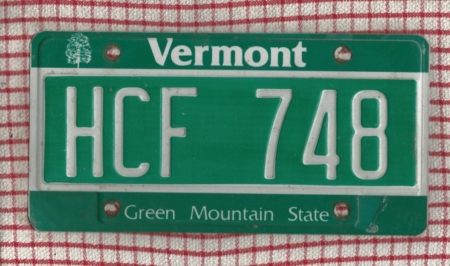 Vermont
HCF 748
Green Mountain State